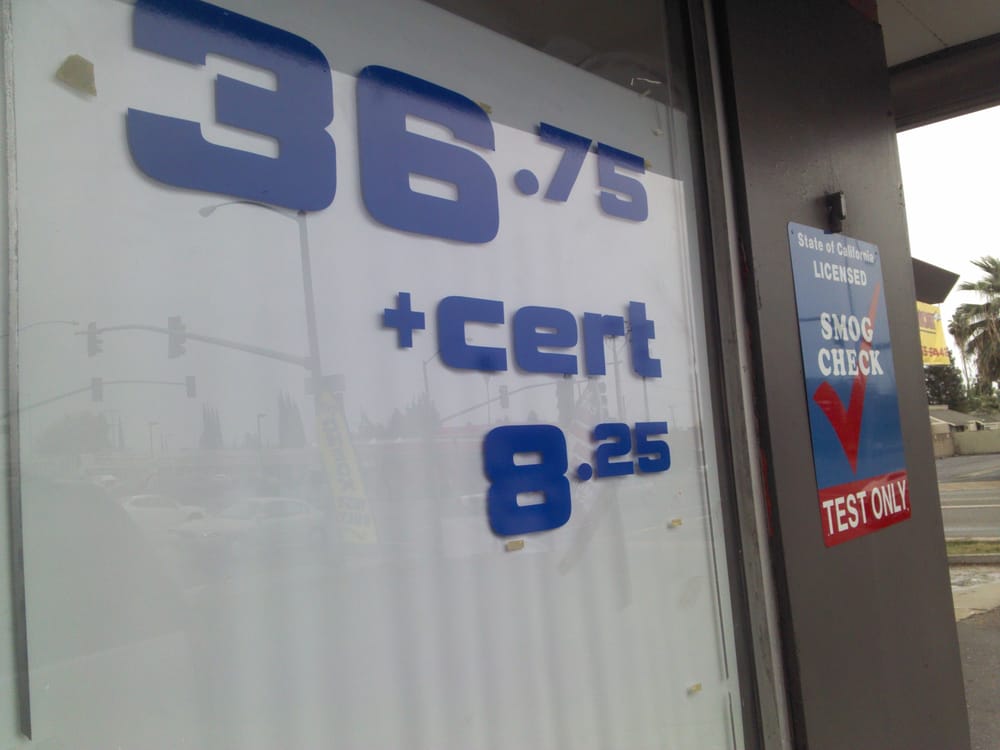 36.75
+cert
8.25
State of California
LICENSED
SMOG
CHECK
TEST ONLY